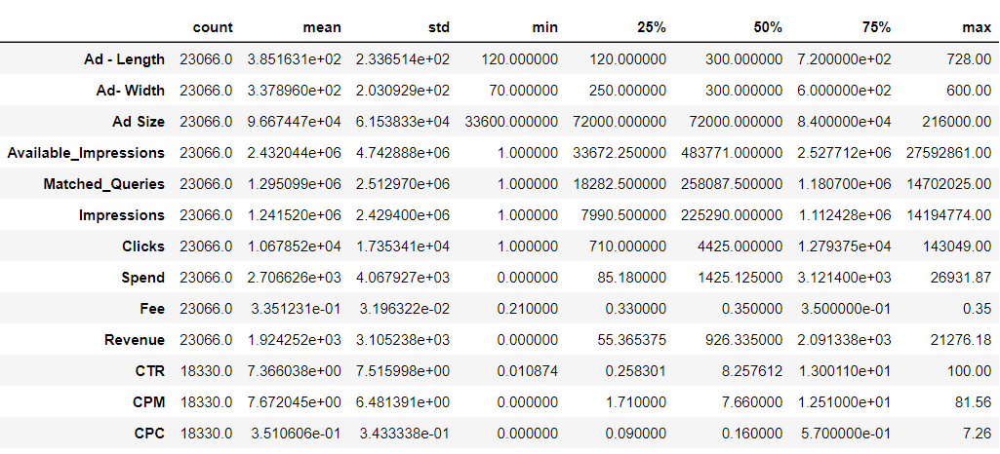 count mean std min 25% 50% 75% max
Ad - Length 23066.0 3.851631e+02 2.336514e+02 120.000000 120.000000 300.000000 7.200000e+02 728.00
Ad- Width 23066.0 3.378960e+02 2.030929e+02 70.000000 250.000000 300.000000 6.000000e+02 600.00
Ad Size 23066.0 9.667447e+04 6.153833e+04 33600.000000 72000.000000 72000.000000 8.400000e+04 216000.00
Available_Impressions 23066.0 2.432044e+06 4.742888e+06 1.000000 33672.250000 483771.000000 2.527712e+06 27592861.00
Matched_Queries 23066.0 1.295099e+06 2.512970e+06 1.000000 18282.500000 258087.500000 1.180700e+06 14702025.00
Impressions 23066.0 1.241520e+06 2.429400e+06 1.000000 7990.500000 225290.000000 1.112428e+06 14194774.00
Clicks 23066.0 1.067852e+04 1.735341e+04 1.000000 710.000000 4425.000000 1.279375e+04 143049.00
Spend 23066.0 2.706626e+03 4.067927e+03 0.000000 85.180000 1425.125000 3.121400e+03 26931.87
Fee 23066.0 3.351231e-01 3.196322e-02 0.210000 0.330000 0.350000 3.500000e-01 0.35
Revenue 23066.0 1.924252e+03 3.105238e+03 0.000000 55.365375 926.335000 2.091338e+03 21276.18
CTR 18330.0 7.366038e+00 7.515998e+00 0.010874 0.258301 8.257612 1.300110e+01 100.00
CPM 18330.0 7.672045e+00 6.481391e+00 0.000000 1.710000 7.660000 1.251000e+01 81.56
CPC 18330.0 3.510606e-01 3.433338e-01 0.000000 0.090000 0.160000 5.700000e-01 7.26